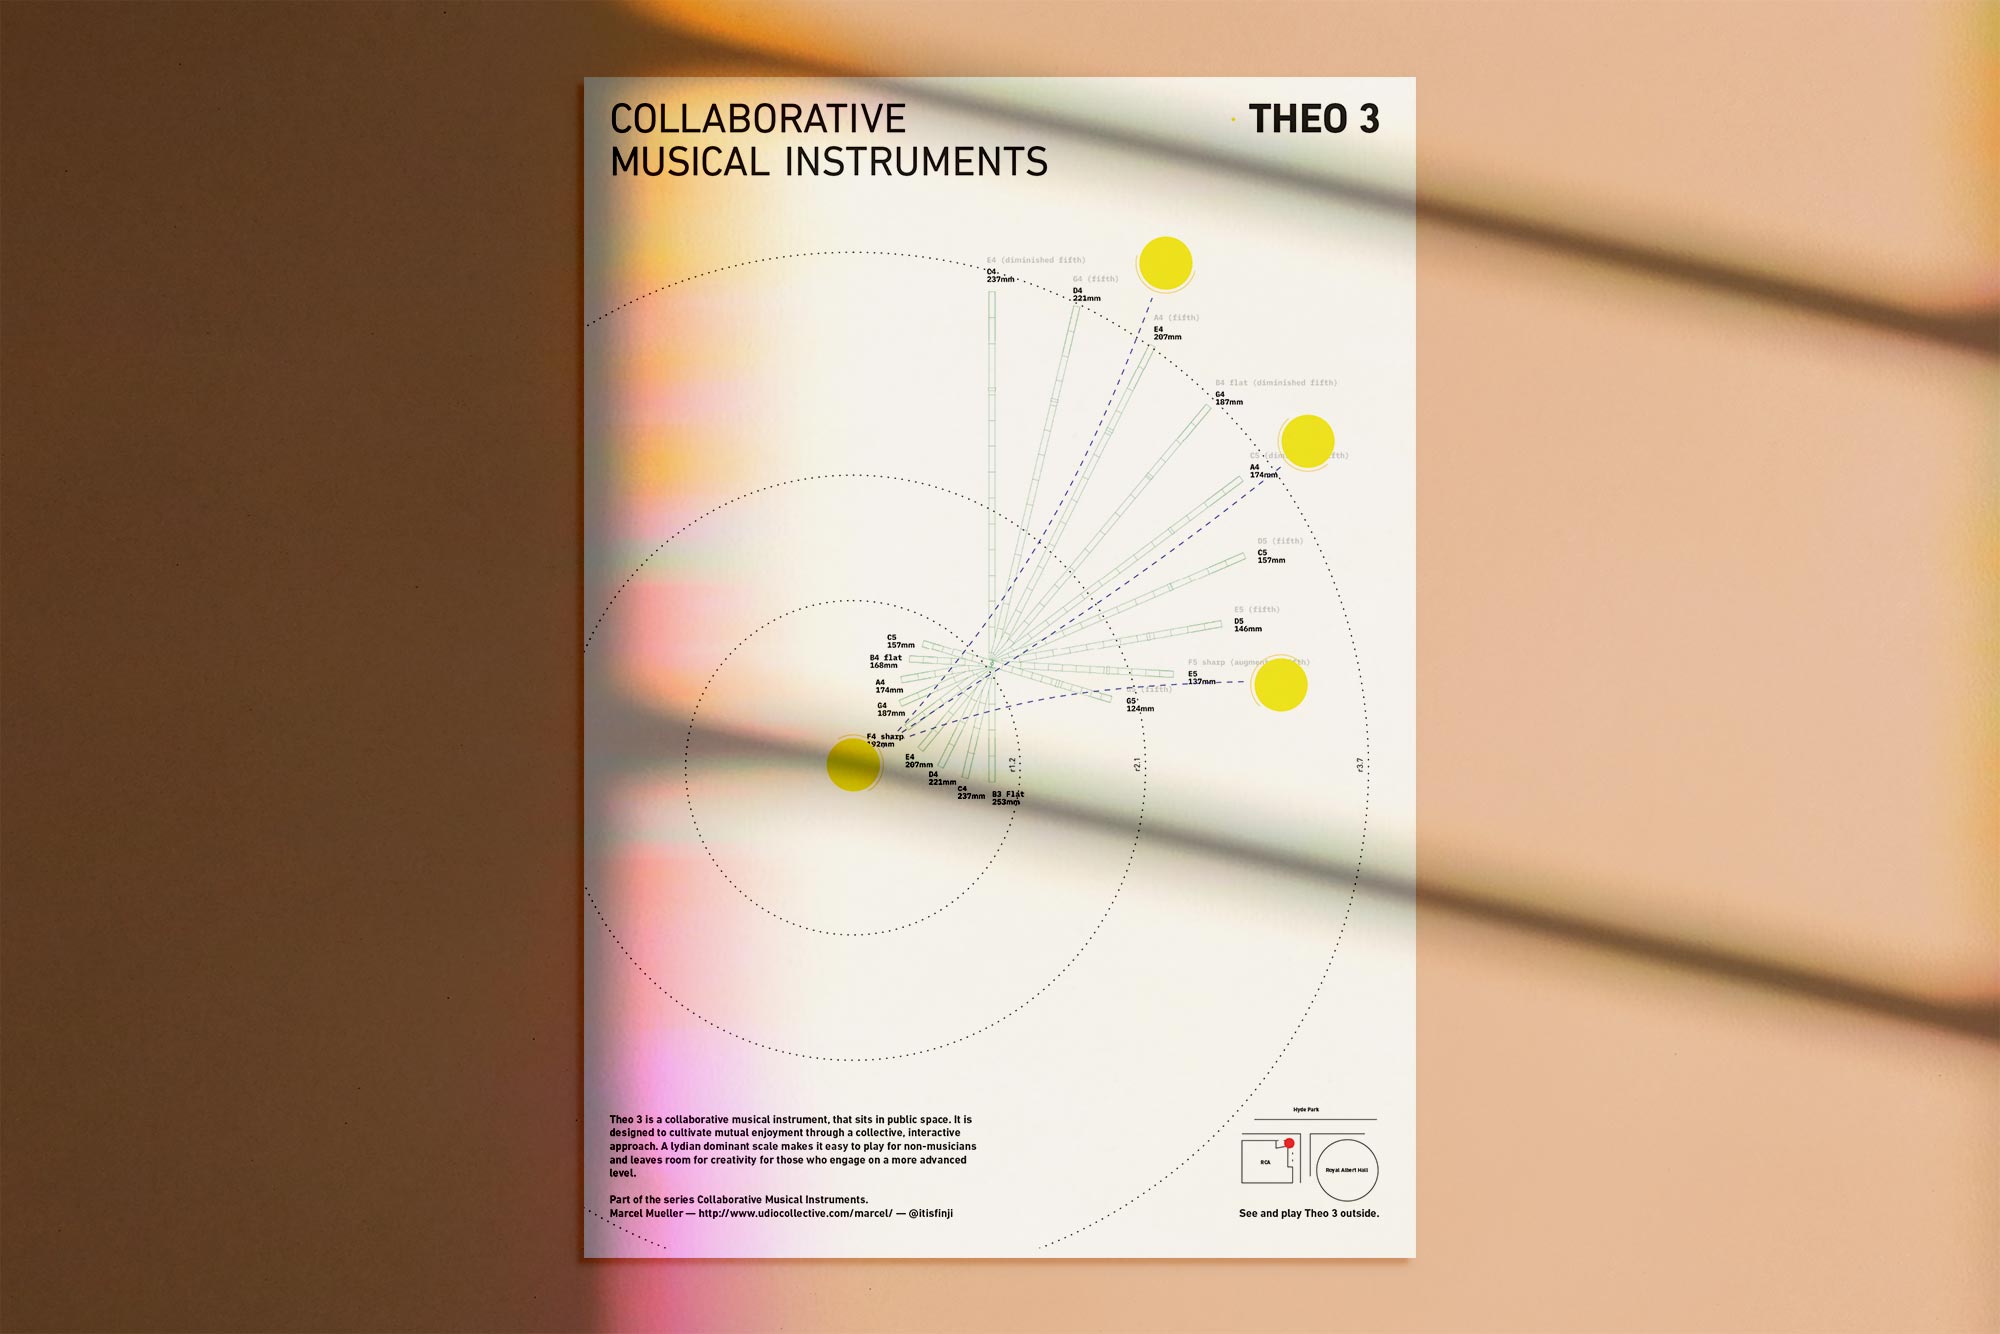 COLLABORATIVE
MUSICAL INSTRUMENTS
THEO 3
E4 (diminished fifth)
C4
237mm
G4 (fifth)
D4
221mm
A4 (fifth)
E4
207mm
B4 flat (diminished fifth)
G4
187mm
C5
A4
174mm
D5 (fifth)
C5
157mm
E5 (fifth)
D5
146mm
F5 sharp
E5
137mm
(fifth)
G5
124mm
C5
157mm
B4 flat
168mm
A4
174mm
G4
187mm
F4 sharp
192mm
E4
207mm
D4
221mm
C4
237mm
B3 Flat
253mm
r1.2
r2.1
r3.7
Theo 3 is a collaborative musical instrument, that sits in public space. It is
designed to cultivate mutual enjoyment through a collective, interactive
approach. A lydian dominant scale makes it easy to play for non-musicians
and leaves room for creativity for those who engage on a more advanced
level.
Part of the series Collaborative Musical Instruments.
Marcel Mueller — http://www.udiocollective.com/marcel/ — @itisfinji
Hyde Park
RCA
Royal Albert Hall
See and play Theo 3 outside.